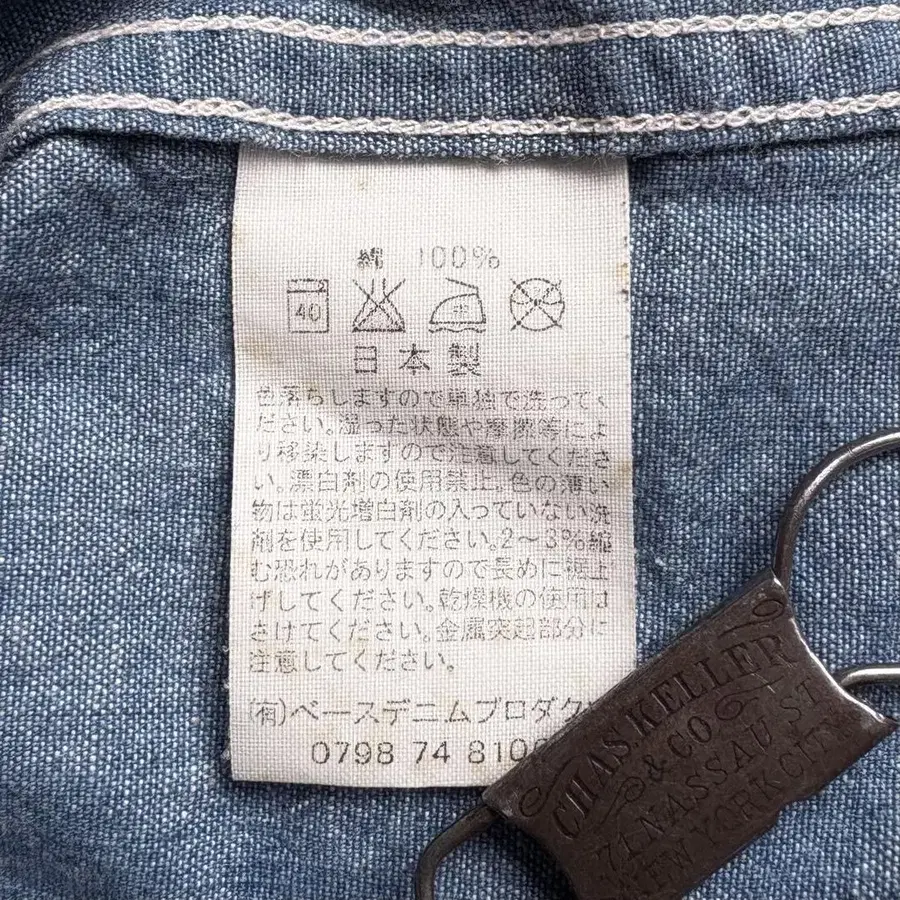 綿 100%
40
日本製
色落ちしますので単独で洗ってく
ださい。湿った状態や摩擦等によ
り移染しますので注意してくださ
い。漂白剤の使用禁止。色の薄い
物は蛍光増白剤の入っていない洗
剤を使用してください。2〜3%縮
む恐れがありますので長めに裾上
げしてください。乾燥機の使用は
さけてください。金属突起部分に
注意してください。
(有)ベースデニムプロダク
0798 74 810
CHAS. KELLER
& CO
71 NASSAU ST
NEW YORK CITY